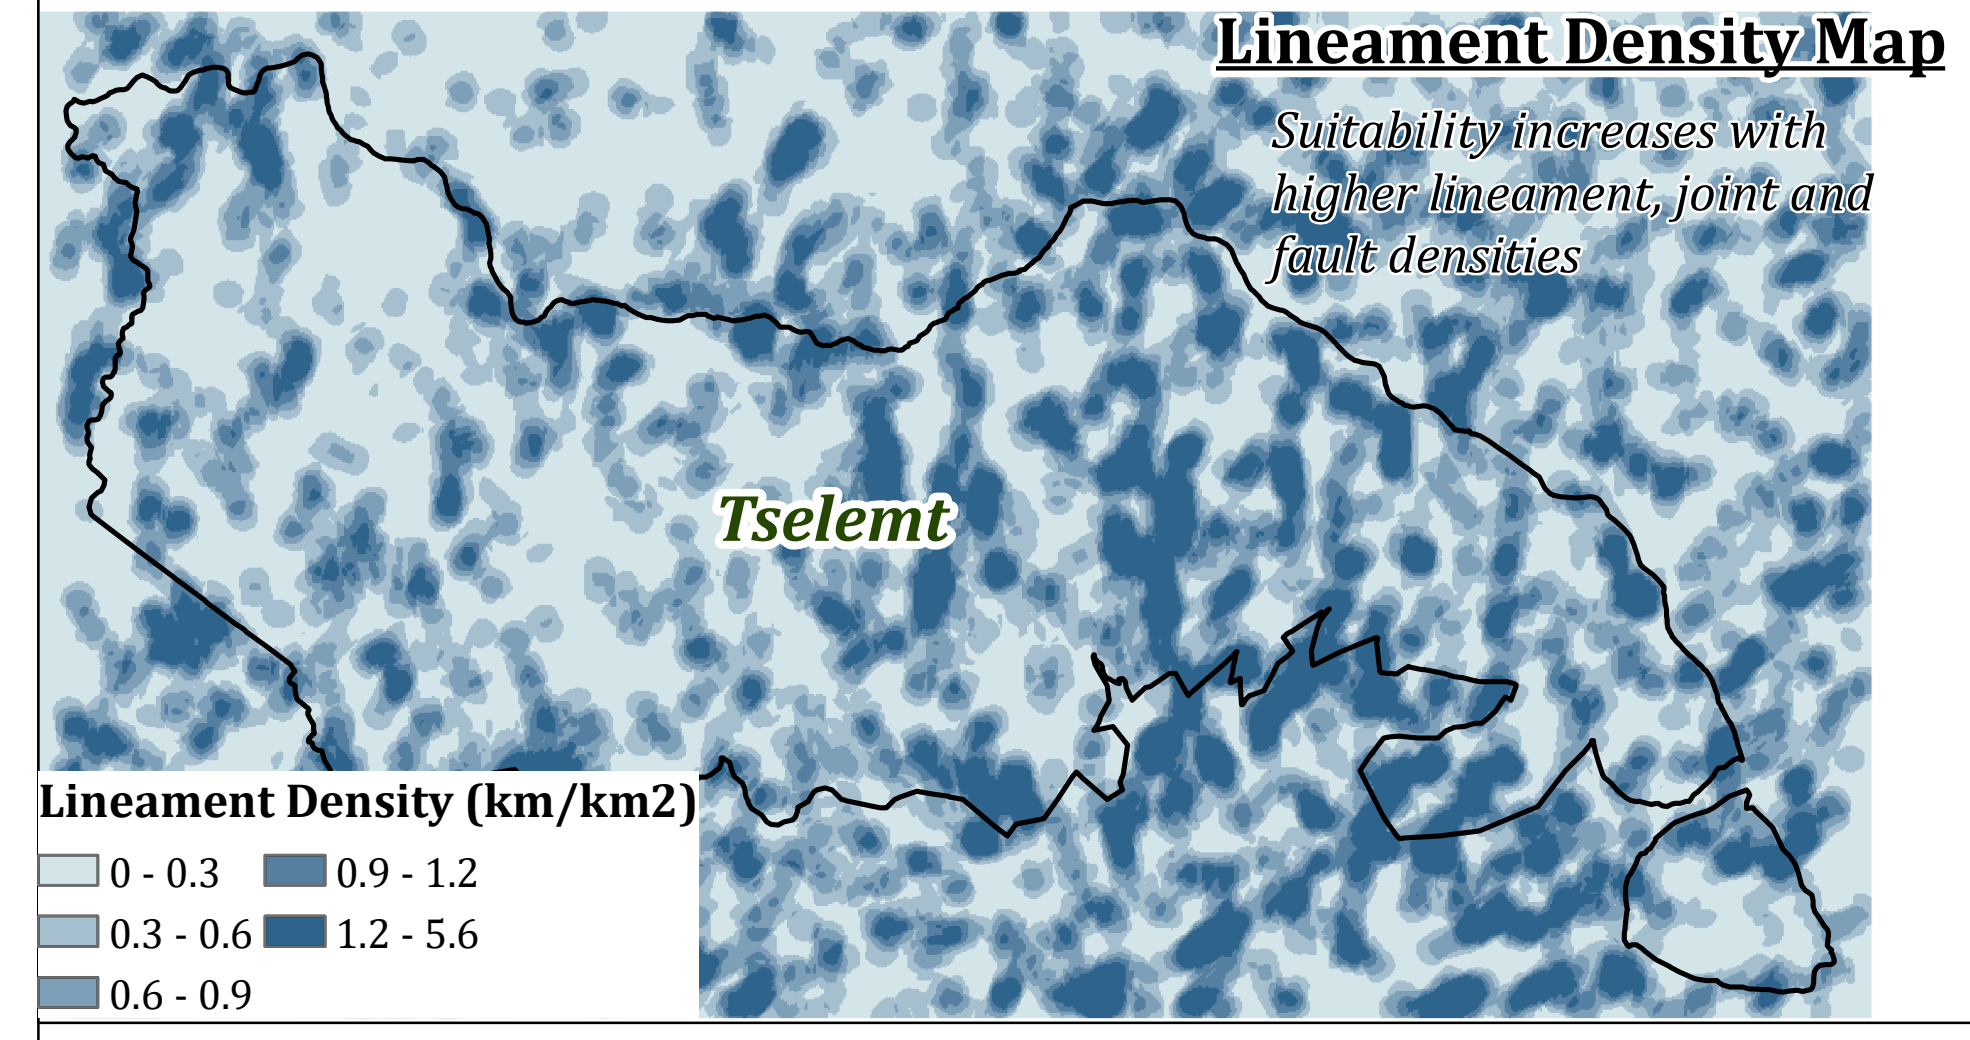 Lineament Density Map
Suitability increases with
higher lineament, joint and
fault densities
Tselemt
Lineament Density (km/km2)
0 - 0.3
0.3 - 0.6
0.6 - 0.9
0.9 - 1.2
1.2 - 5.6